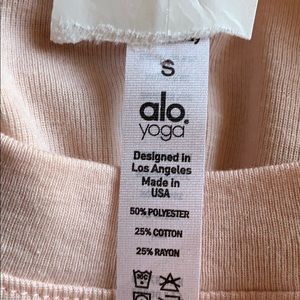 S
alo
yoga
Designed in
Los Angeles
Made in
USA
50% POLYESTER
25% COTTON
25% RAYON